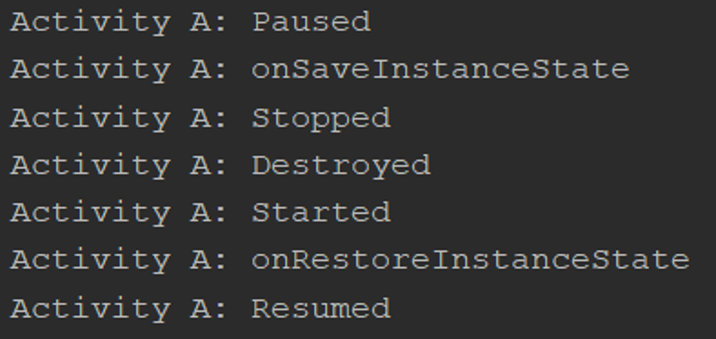 Activity A: Paused
Activity A: onSaveInstanceState
Activity A: Stopped
Activity A: Destroyed
Activity A: Started
Activity A: onRestoreInstanceState
Activity A: Resumed